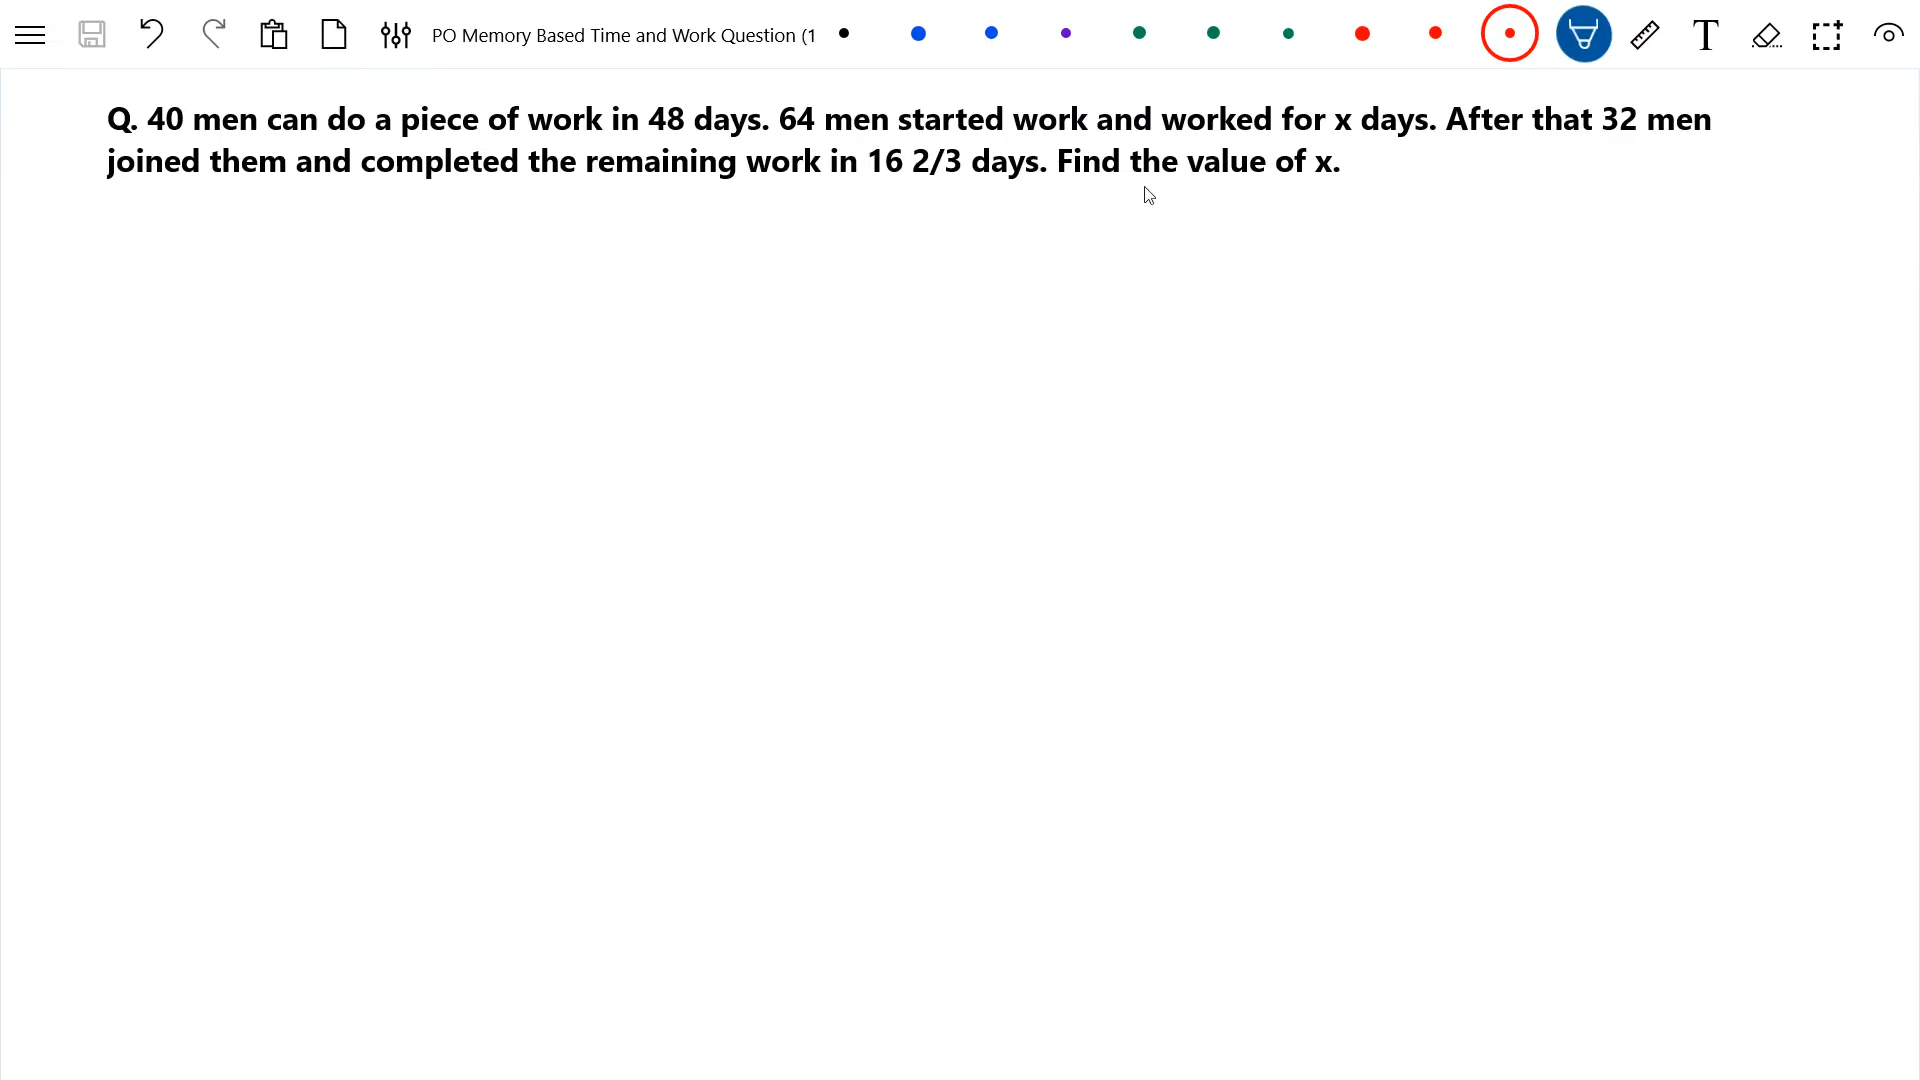 PO Memory Based Time and Work Question (1
T
Q. 40 men can do a piece of work in 48 days. 64 men started work and worked for x days. After that 32 men
joined them and completed the remaining work in 16 2/3 days. Find the value of x.